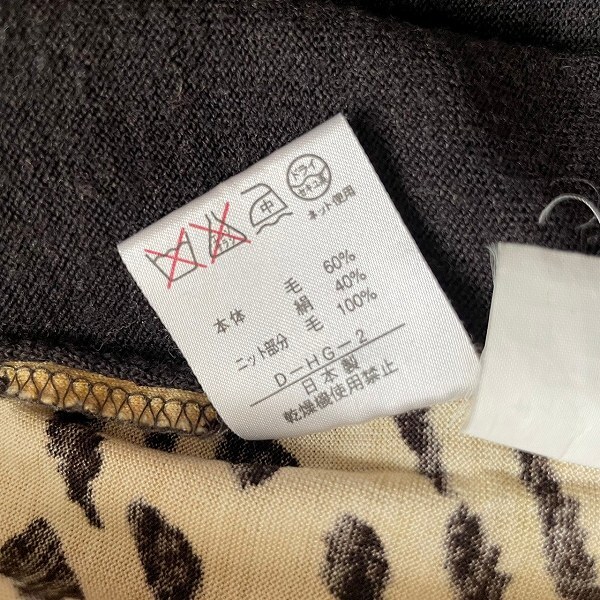 中
ドライ
セキユ系
ネット使用
本体 毛 60%
絹 40%
ニット部分 毛 100%
D-HG-2
日本製
乾燥機使用禁止